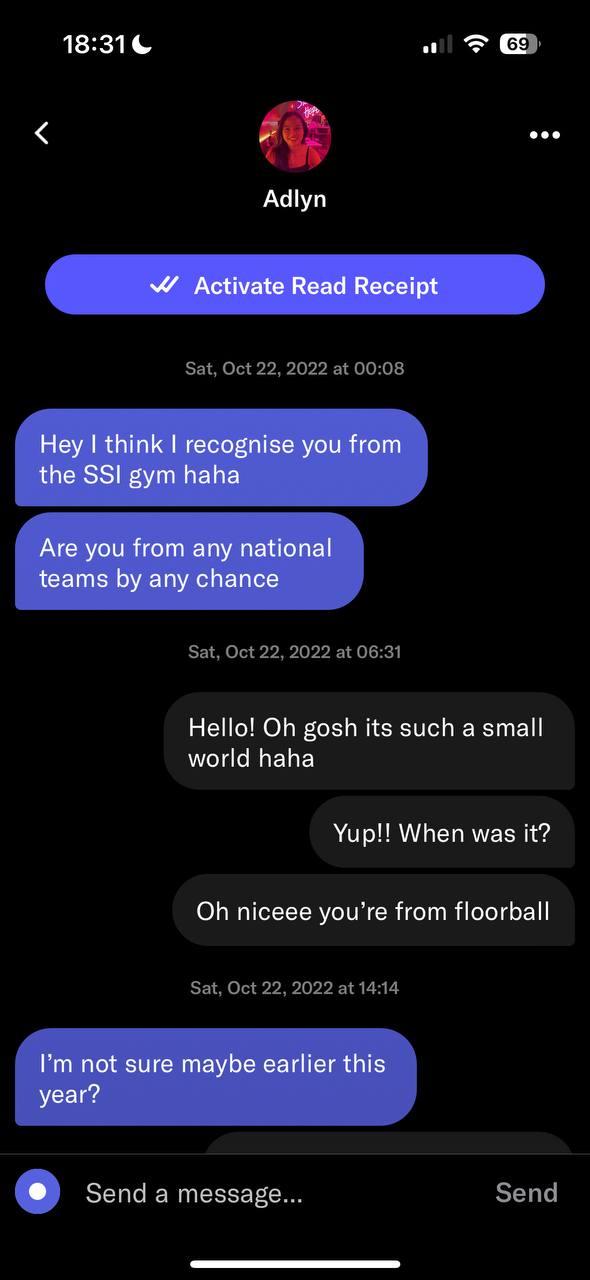 18:31
69
Adlyn
Activate Read Receipt
Sat, Oct 22, 2022 at 00:08
Hey I think I recognise you from
the SSI gym haha
Are you from any national
teams by any chance
Sat, Oct 22, 2022 at 06:31
Hello! Oh gosh its such a small
world haha
Yup!! When was it?
Oh niceee you’re from floorball
Sat, Oct 22, 2022 at 14:14
I’m not sure maybe earlier this
year?
Send a message...
Send